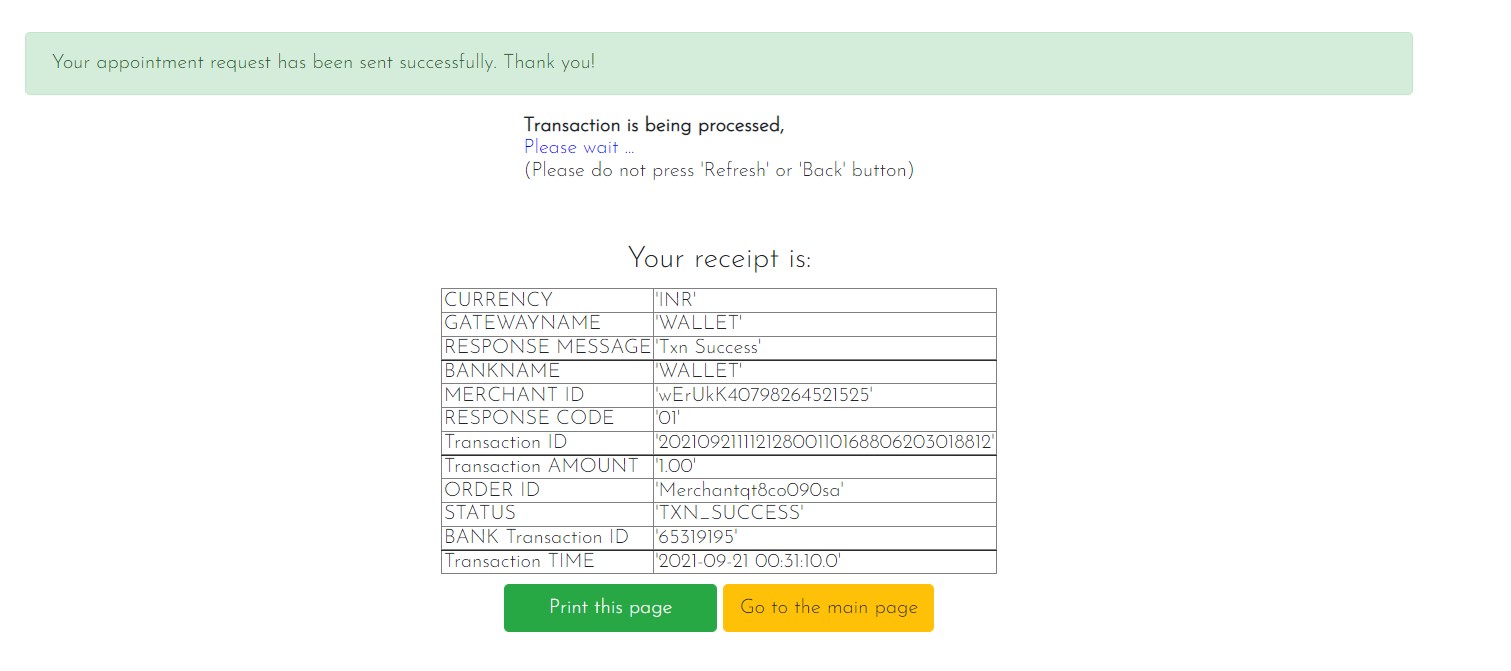 Your appointment request has been sent successfully. Thank you!
Transaction is being processed,
Please wait ...
(Please do not press 'Refresh' or 'Back' button)
Your receipt is:
CURRENCY 'INR'
GATEWAYNAME 'WALLET'
RESPONSE MESSAGE 'Txn Success'
BANKNAME 'WALLET'
MERCHANT ID 'wErUkK40798264521525'
RESPONSE CODE '01'
Transaction ID '20210921111212800110168806203018812'
Transaction AMOUNT '1.00'
ORDER ID 'Merchantqt8co090sa'
STATUS 'TXN_SUCCESS'
BANK Transaction ID '65319195'
Transaction TIME '2021-09-21 00:31:10.0'
Print this page Go to the main page